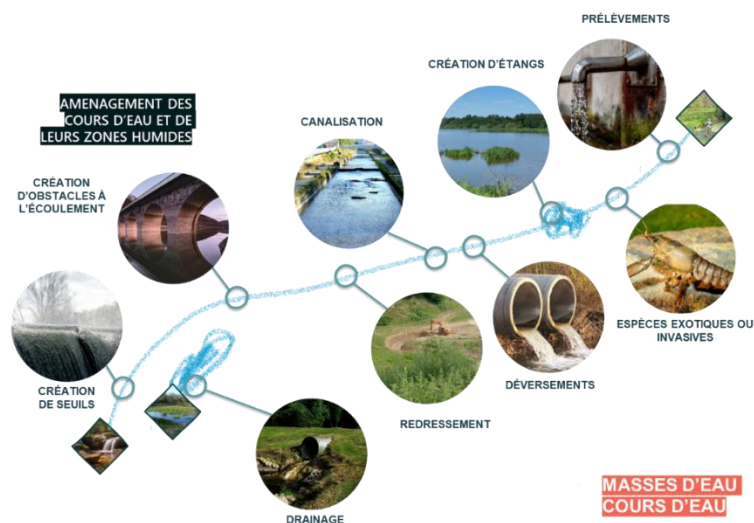 PRÉLÈVEMENTS
CRÉATION D'ÉTANGS
AMENAGEMENT DES
COURS D'EAU ET DE
LEURS ZONES HUMIDES
CANALISATION
CRÉATION
D'OBSTACLES À
L'ÉCOULEMENT
ESPÈCES EXOTIQUES OU
INVASIVES
CRÉATION
DE SEUILS
DÉVERSEMENTS
REDRESSEMENT
DRAINAGE
MASSES D'EAU
COURS D'EAU